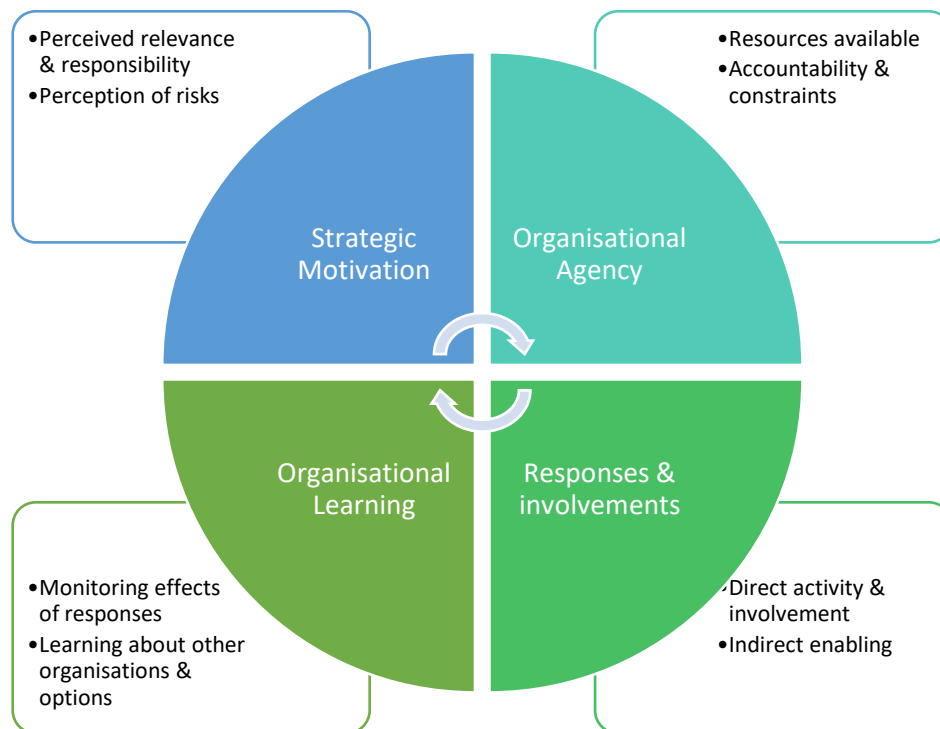 •Perceived relevance
& responsibility
•Perception of risks
•Resources available
•Accountability &
constraints
Strategic
Motivation
Organisational
Agency
Organisational
Learning
Responses &
involvements
•Monitoring effects
of responses
•Learning about other
organisations &
options
•Direct activity &
involvement
•Indirect enabling